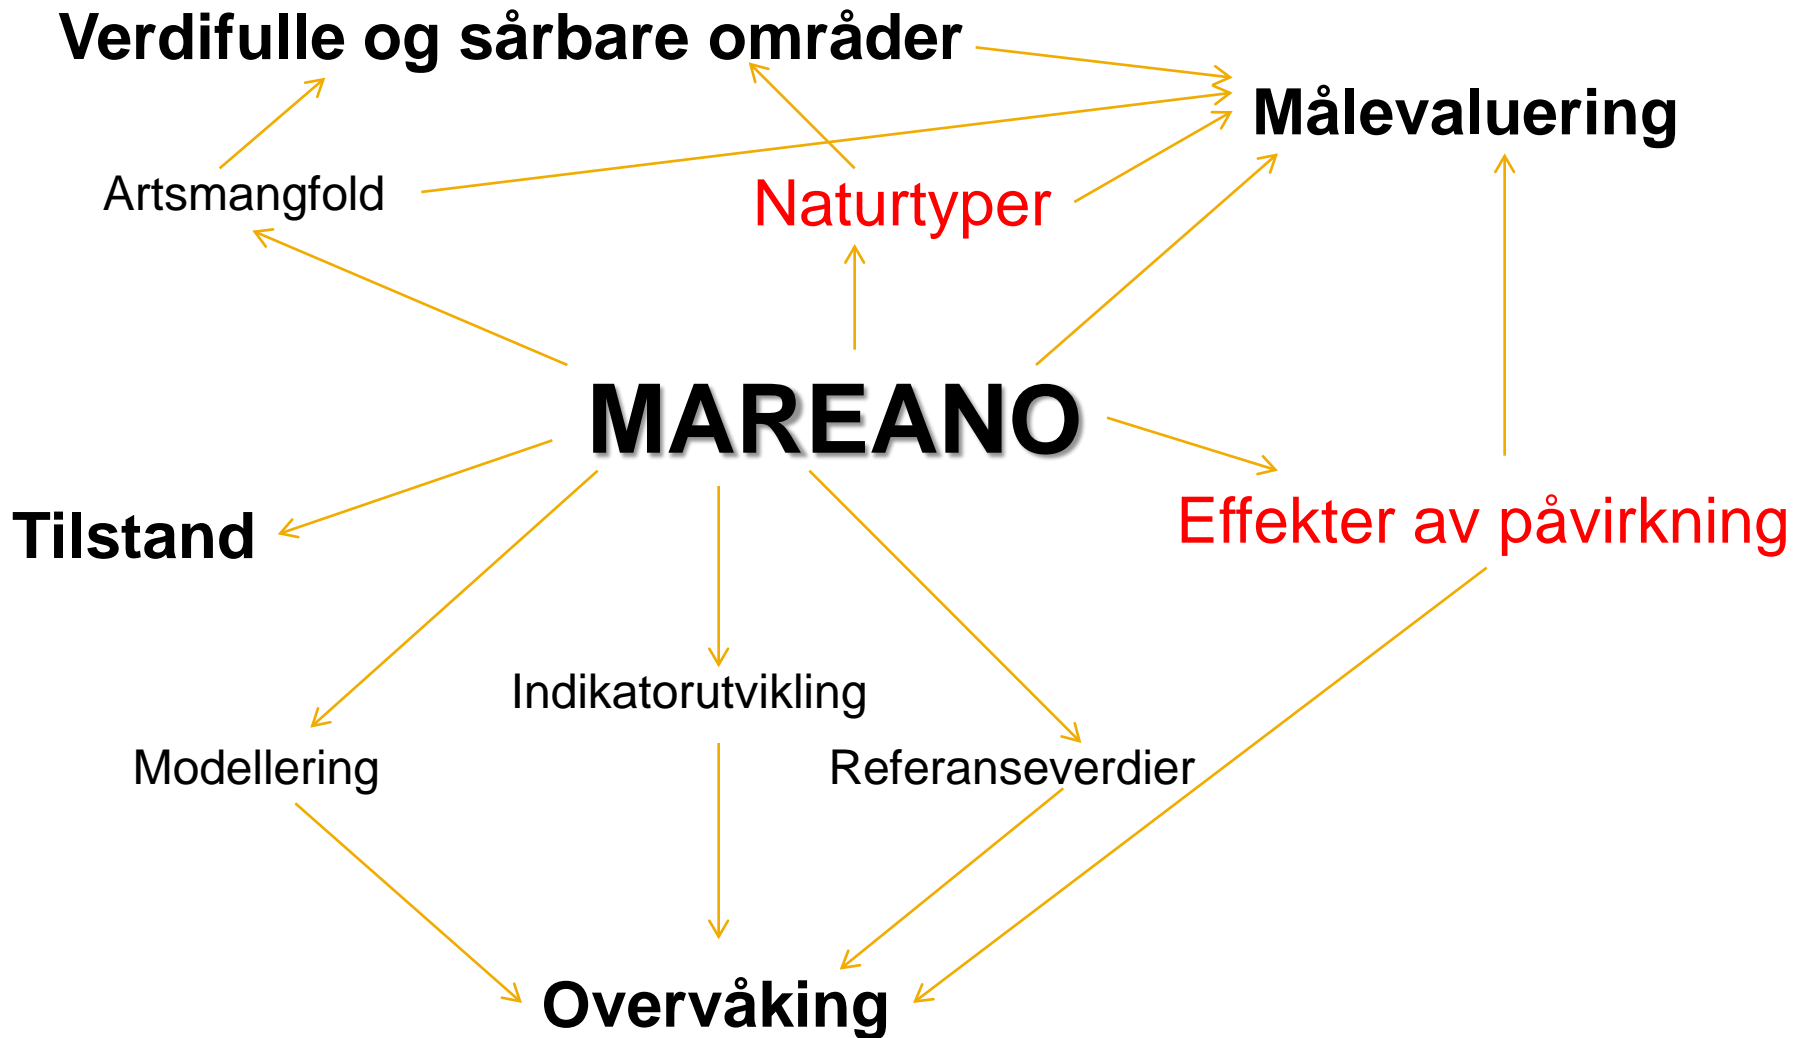 Verdifulle og sårbare områder
Målevaluering
Artsmangfold
Naturtyper
MAREANO
Tilstand
Effekter av påvirkning
Indikatorutvikling
Modellering
Referanseverdier
Overvåking